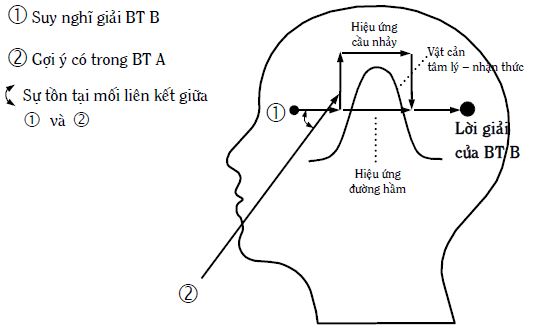 ① Suy nghĩ giải BT B
② Gợi ý có trong BT A
Sự tồn tại mối liên kết giữa
① và ②
Hiệu ứng
cầu nhảy
Vật cản
tâm lý – nhận thức
①
Lời giải
của BT B
Hiệu ứng
đường hầm
②